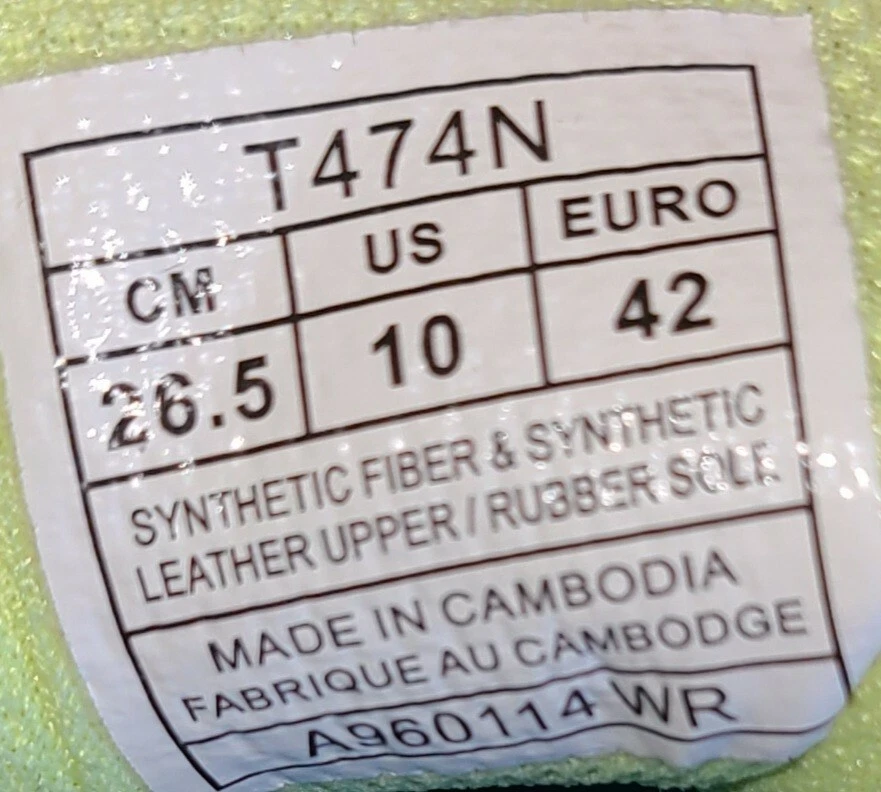 T474N
CM US EURO
26.5 10 42
SYNTHETIC FIBER & SYNTHETIC
LEATHER UPPER / RUBBER SOLE
MADE IN CAMBODIA
FABRIQUE AU CAMBODGE
A960114 WR